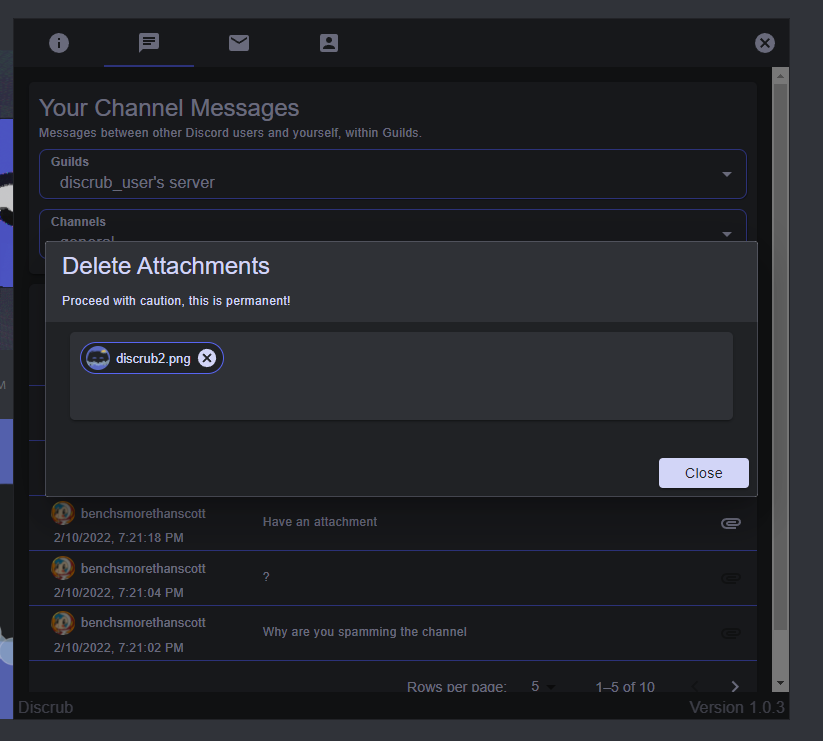 Your Channel Messages
Messages between other Discord users and yourself, within Guilds.
Guilds
discrub_user's server
Channels
general
Delete Attachments
Proceed with caution, this is permanent!
discrub2.png
Close
benchsmorethanscott
Have an attachment
2/10/2022, 7:21:18 PM
benchsmorethanscott
?
2/10/2022, 7:21:04 PM
benchsmorethanscott
Why are you spamming the channel
2/10/2022, 7:21:02 PM
Rows per page: 5 1–5 of 10
Discrub Version 1.0.3